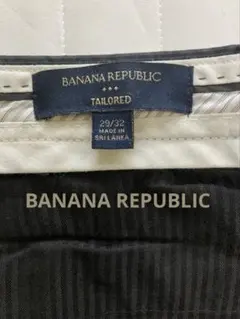 BANANA REPUBLIC
TAILORED
29/32
MADE IN
SRI LANKA
BANANA REPUBLIC